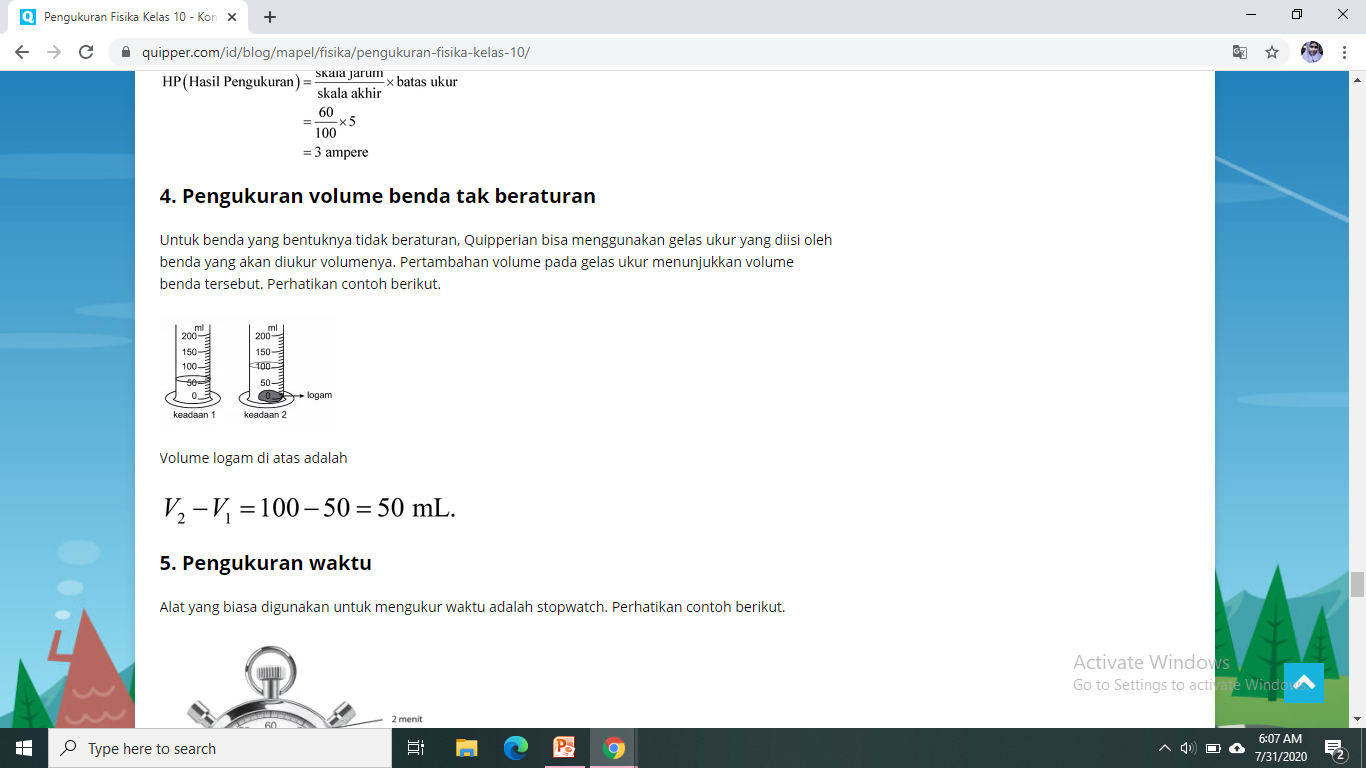 Pengukuran Fisika Kelas 10 - Kon
quipper.com/id/blog/mapel/fisika/pengukuran-fisika-kelas-10/
HP(Hasil Pengukuran) = skala jarum / skala akhir × batas ukur
= 60/100 × 5
= 3 ampere
4. Pengukuran volume benda tak beraturan
Untuk benda yang bentuknya tidak beraturan, Quipperian bisa menggunakan gelas ukur yang diisi oleh
benda yang akan diukur volumenya. Pertambahan volume pada gelas ukur menunjukkan volume
benda tersebut. Perhatikan contoh berikut.
ml ml
200 200
150 150
100 100
50 50
0 0 logam
keadaan 1 keadaan 2
Volume logam di atas adalah
V₂ – V₁ = 100 – 50 = 50 mL.
5. Pengukuran waktu
Alat yang biasa digunakan untuk mengukur waktu adalah stopwatch. Perhatikan contoh berikut.
60
2 menit
Activate Windows
Go to Settings to activate Windows.
Type here to search
6:07 AM
7/31/2020
2